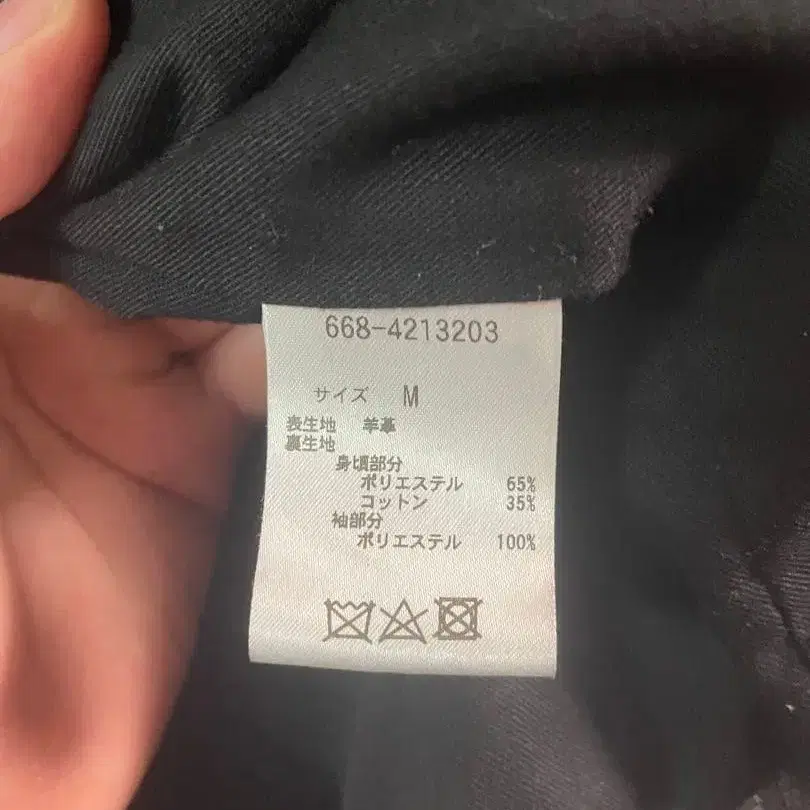 668-4213203
サイズ M
表生地 羊革
裏生地
身頃部分
ポリエステル 65%
コットン 35%
袖部分
ポリエステル 100%